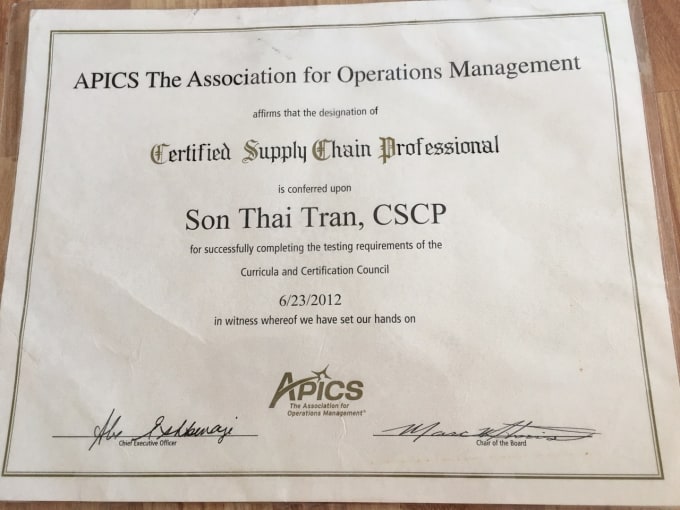 APICS The Association for Operations Management
affirms that the designation of
Certified Supply Chain Professional
is conferred upon
Son Thai Tran, CSCP
for successfully completing the testing requirements of the
Curricula and Certification Council
6/23/2012
in witness whereof we have set our hands on
APICS
The Association for
Operations Management®
Chief Executive Officer
Chair of the Board